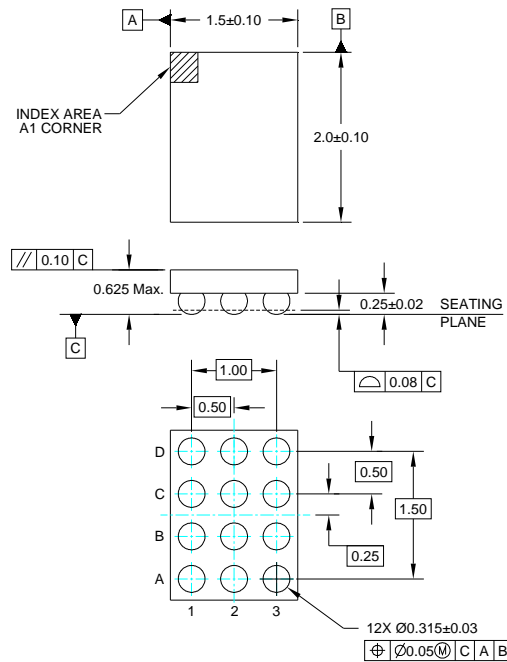 A
1.5±0.10
B
INDEX AREA
A1 CORNER
2.0±0.10
// 0.10 C
0.625 Max.
0.25±0.02
SEATING
PLANE
C
⌓ 0.08 C
1.00
0.50
D
C
B
A
0.50
1.50
0.25
1 2 3
12X Ø0.315±0.03
⌖ Ø0.05Ⓜ C A B